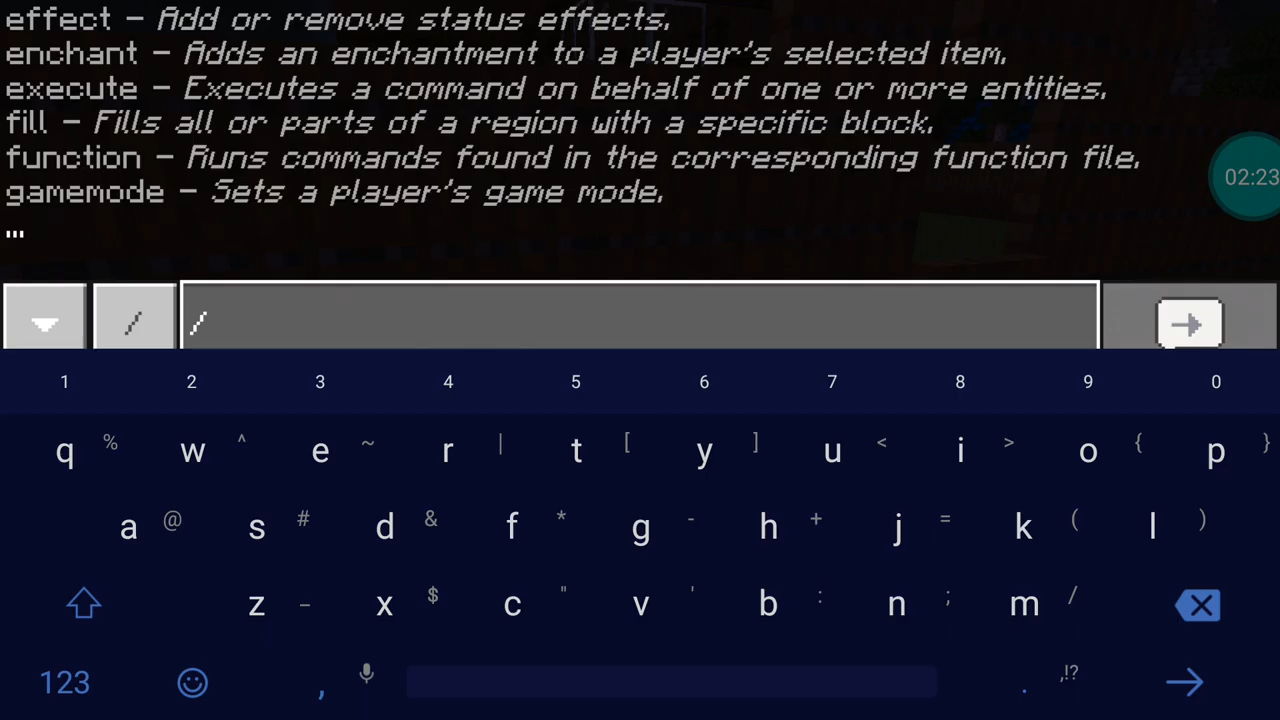 effect – Add or remove status effects.
enchant – Adds an enchantment to a player's selected item.
execute – Executes a command on behalf of one or more entities.
fill – Fills all or parts of a region with a specific block.
function – Runs commands found in the corresponding function file.
gamemode – Sets a player's game mode.
...
02:23
/ /
1 2 3 4 5 6 7 8 9 0
q % w ^ e ~ r | t [ y ] u < i > o { p }
a @ s # d & f * g - h + j = k ( l )
z _ x $ c " v ' b : n ; m /
123 , . ,!?